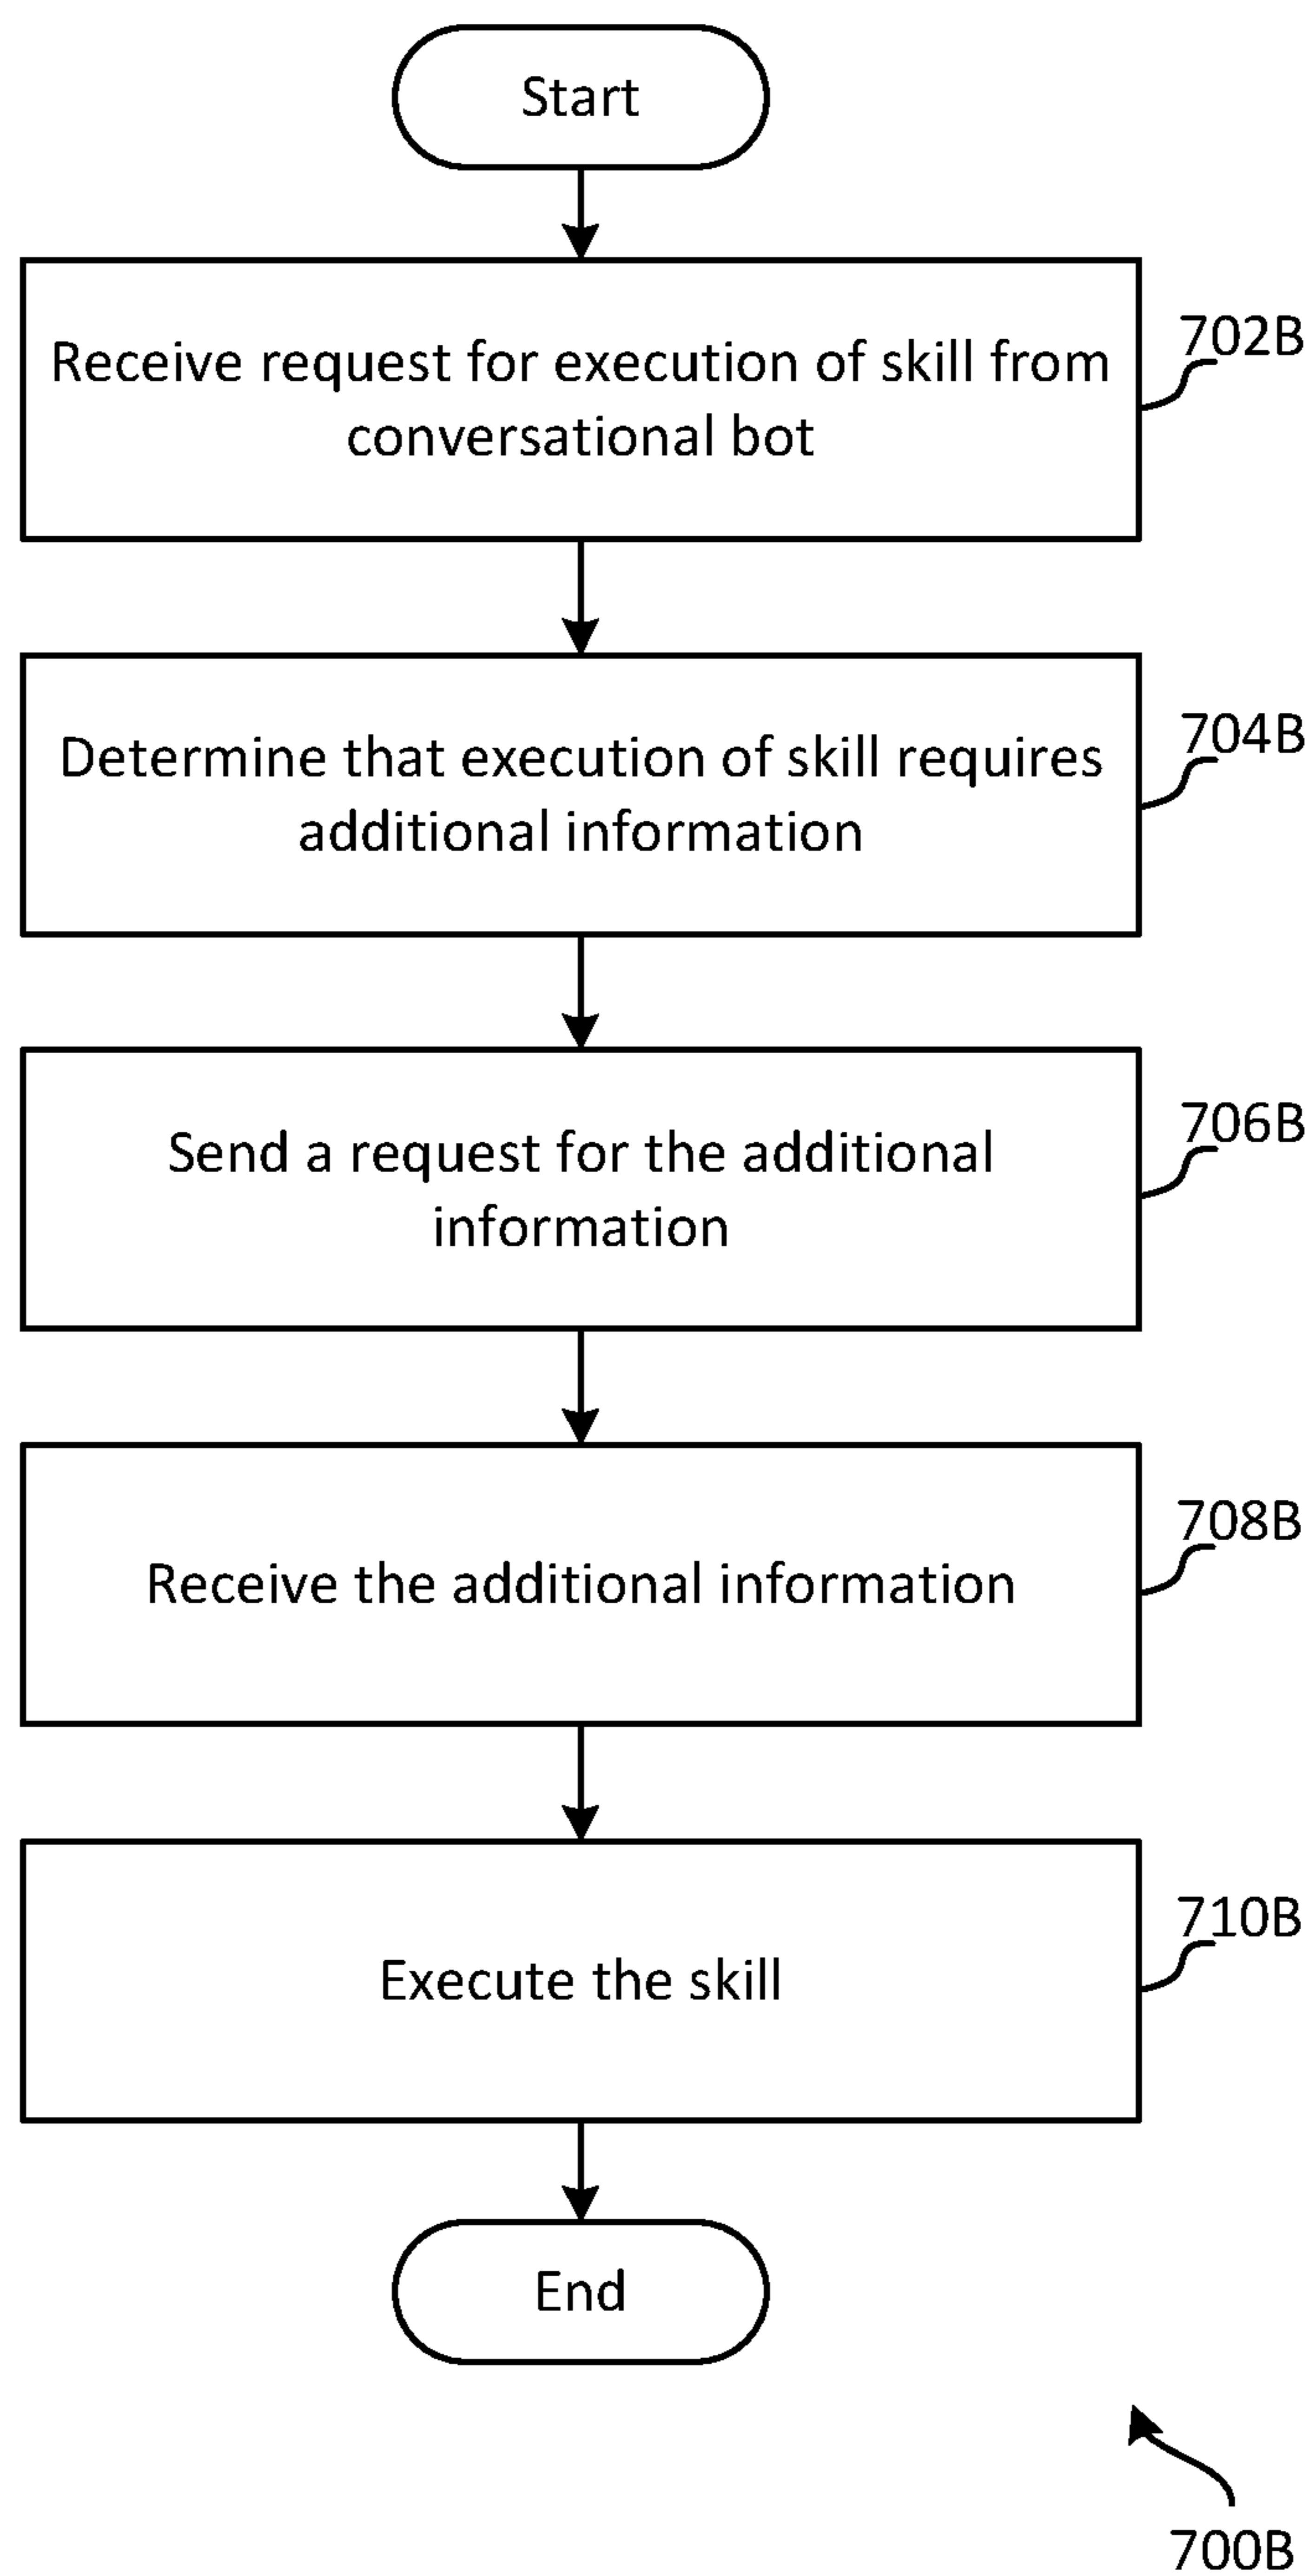 Start
Receive request for execution of skill from
conversational bot
702B
Determine that execution of skill requires
additional information
704B
Send a request for the additional
information
706B
Receive the additional information
708B
Execute the skill
710B
End
700B